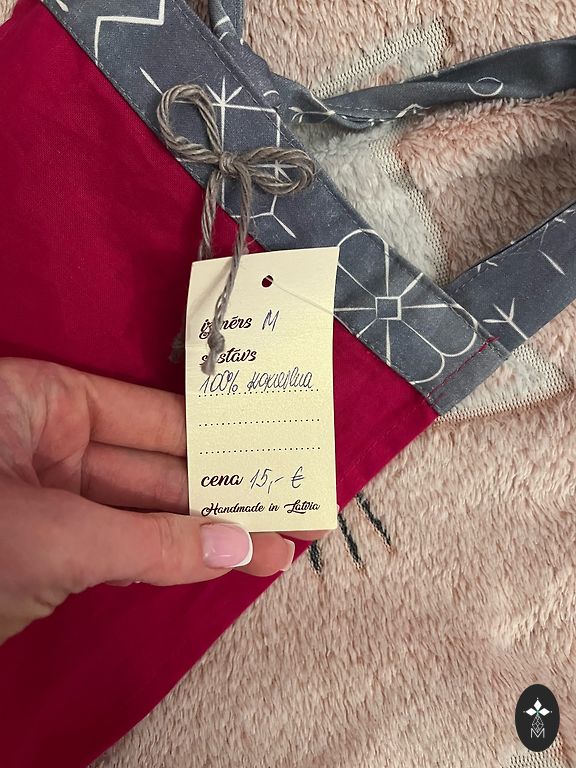 izmērs M
sastāvs
100% kokvilna
cena 15,- €
Handmade in Latvia
M